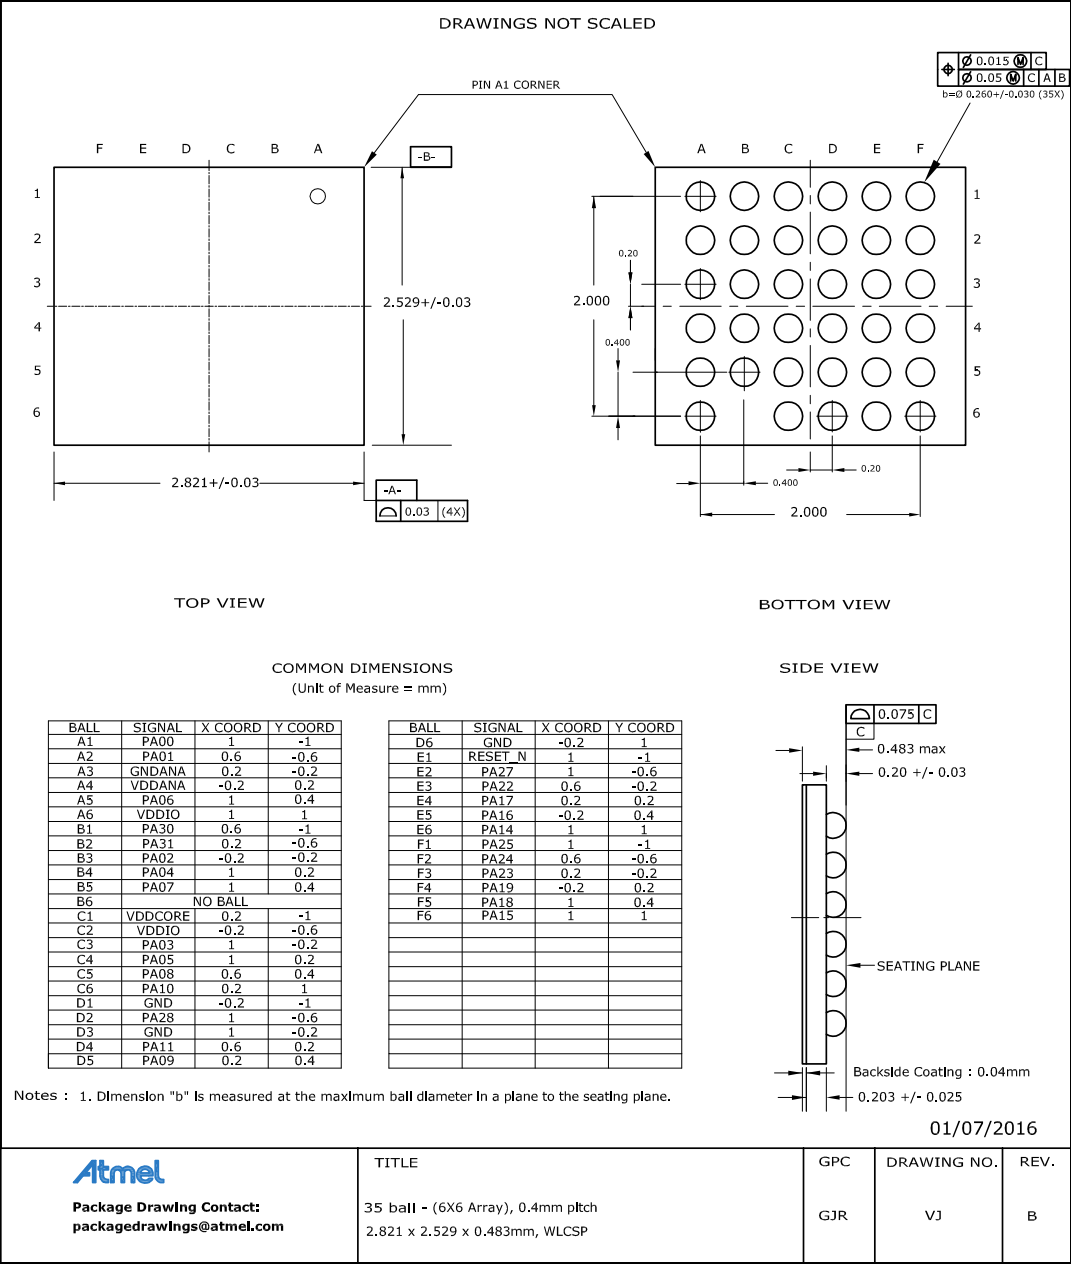 DRAWINGS NOT SCALED
Ø 0.015 Ⓜ C
Ø 0.05 Ⓜ C A B
b=Ø 0.260+/-0.030 (35X)
PIN A1 CORNER
F E D C B A
-B-
A B C D E F
1
2
3
4
5
6
2.529+/-0.03
2.821+/-0.03
-A-
0.03 (4X)
1
2
3
4
5
6
0.20
2.000
0.400
0.20
0.400
2.000
TOP VIEW
BOTTOM VIEW
COMMON DIMENSIONS
(Unit of Measure = mm)
SIDE VIEW
BALL SIGNAL X COORD Y COORD
A1 PA00 1 -1
A2 PA01 0.6 -0.6
A3 GNDANA 0.2 -0.2
A4 VDDANA -0.2 0.2
A5 PA06 1 0.4
A6 VDDIO 1 1
B1 PA30 0.6 -1
B2 PA31 0.2 -0.6
B3 PA02 -0.2 -0.2
B4 PA04 1 0.2
B5 PA07 1 0.4
B6 NO BALL
C1 VDDCORE 0.2 -1
C2 VDDIO -0.2 -0.6
C3 PA03 1 -0.2
C4 PA05 1 0.2
C5 PA08 0.6 0.4
C6 PA10 0.2 1
D1 GND -0.2 -1
D2 PA28 1 -0.6
D3 GND 1 -0.2
D4 PA11 0.6 0.2
D5 PA09 0.2 0.4
BALL SIGNAL X COORD Y COORD
D6 GND -0.2 1
E1 RESET_N 1 -1
E2 PA27 1 -0.6
E3 PA22 0.6 -0.2
E4 PA17 0.2 0.2
E5 PA16 -0.2 0.4
E6 PA14 1 1
F1 PA25 1 -1
F2 PA24 0.6 -0.6
F3 PA23 0.2 -0.2
F4 PA19 -0.2 0.2
F5 PA18 1 0.4
F6 PA15 1 1
0.075 C
C
0.483 max
0.20 +/- 0.03
SEATING PLANE
Backside Coating : 0.04mm
0.203 +/- 0.025
Notes : 1. Dimension "b" is measured at the maximum ball diameter in a plane to the seating plane.
01/07/2016
Atmel
Package Drawing Contact:
packagedrawings@atmel.com
TITLE
35 ball - (6X6 Array), 0.4mm pitch
2.821 x 2.529 x 0.483mm, WLCSP
GPC
GJR
DRAWING NO.
VJ
REV.
B